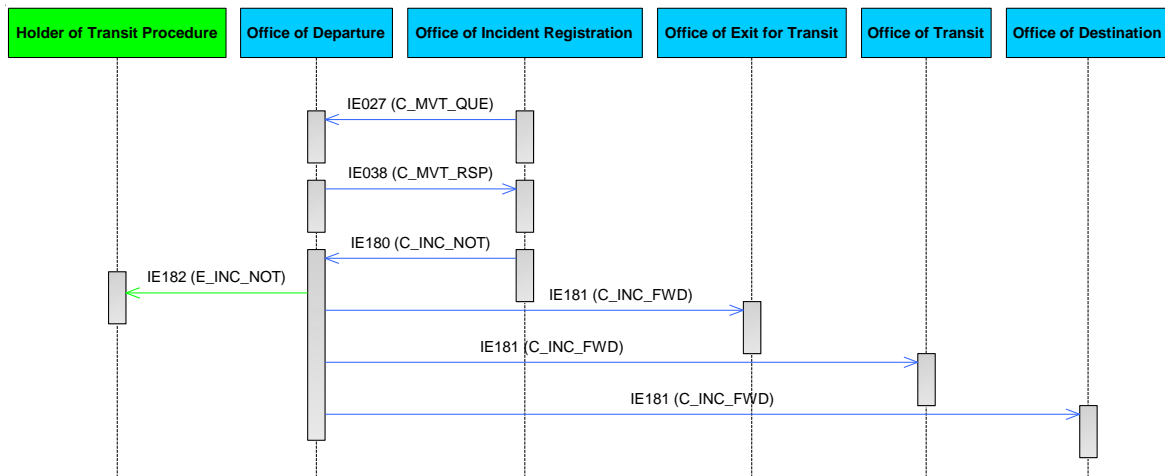 Holder of Transit Procedure
Office of Departure
Office of Incident Registration
Office of Exit for Transit
Office of Transit
Office of Destination
IE027 (C_MVT_QUE)
IE038 (C_MVT_RSP)
IE180 (C_INC_NOT)
IE182 (E_INC_NOT)
IE181 (C_INC_FWD)
IE181 (C_INC_FWD)
IE181 (C_INC_FWD)